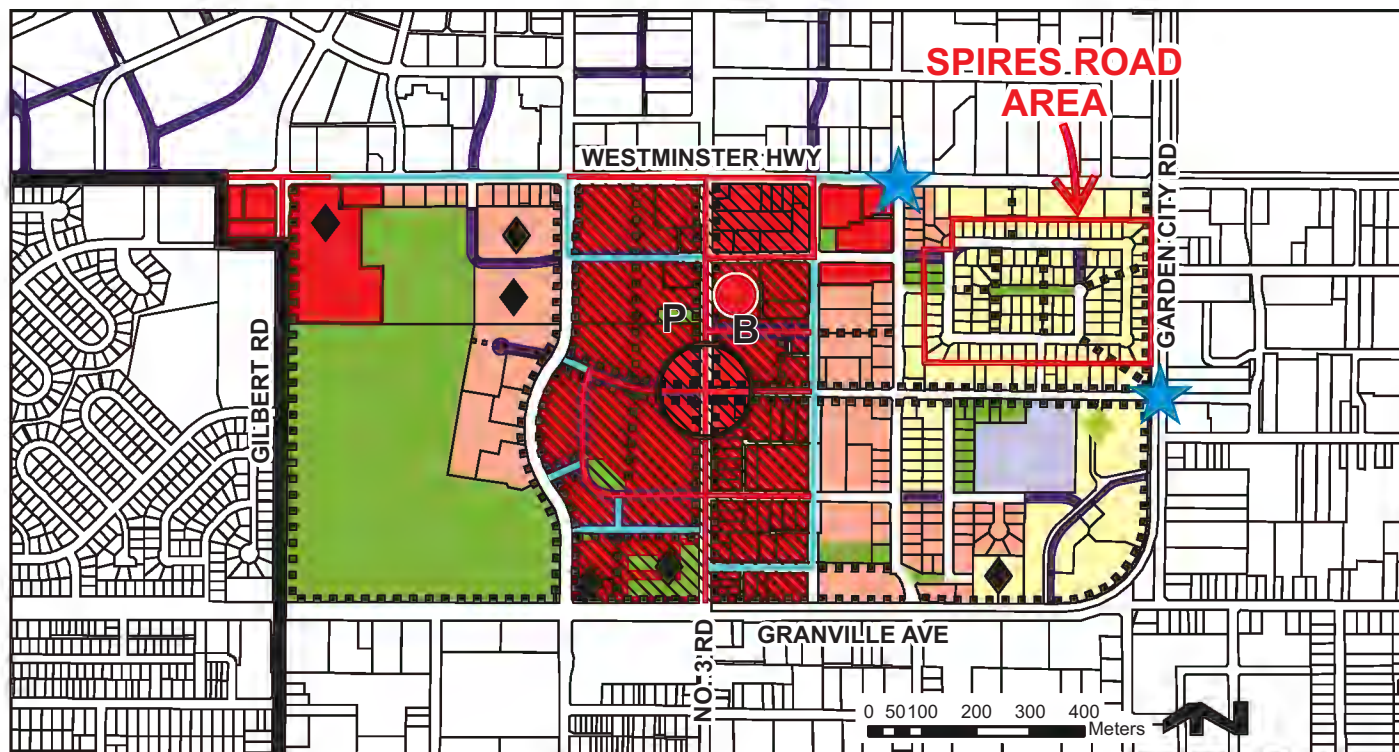 SPIRES ROAD
AREA
WESTMINSTER HWY
GARDEN CITY RD
GILBERT RD
P
B
NO. 3 RD
GRANVILLE AVE
0 50 100 200 300 400
Meters